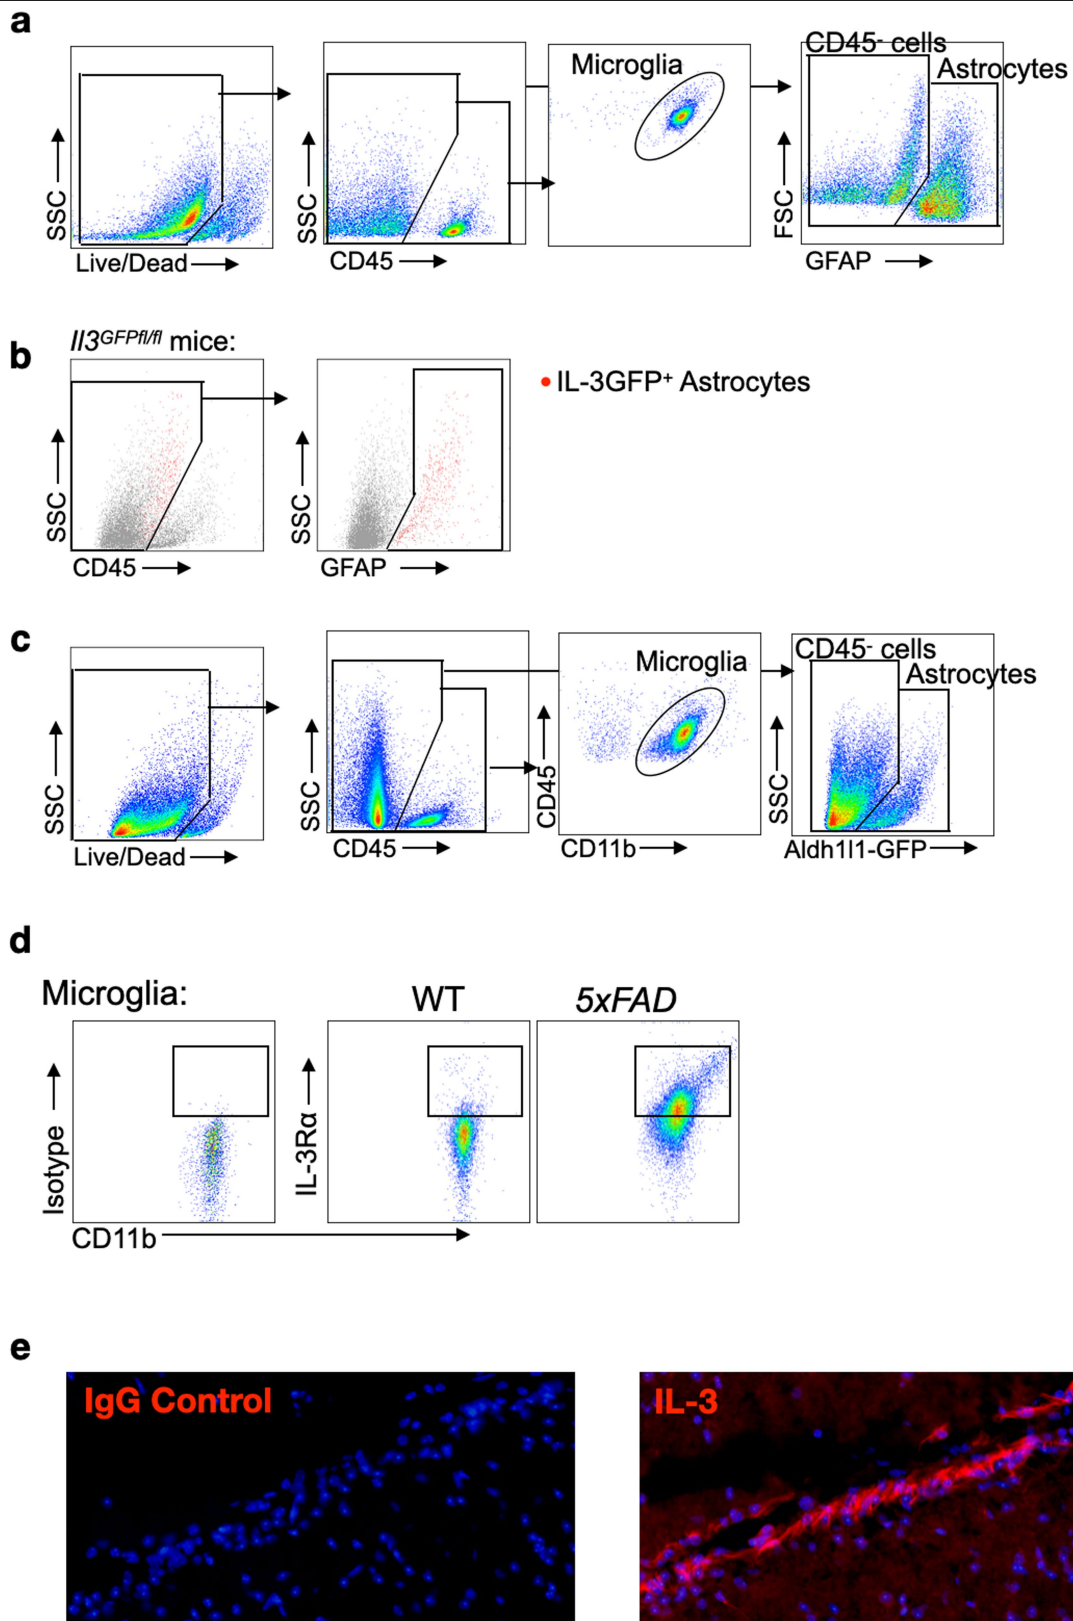 a
SSC
Live/Dead
SSC
CD45
Microglia
CD45- cells
Astrocytes
FSC
GFAP
b
Il3GFPfl/fl mice:
SSC
CD45
SSC
GFAP
IL-3GFP+ Astrocytes
c
SSC
Live/Dead
SSC
CD45
Microglia
CD45
CD11b
CD45- cells
Astrocytes
SSC
Aldh1l1-GFP
d
Microglia:
WT
5xFAD
Isotype
IL-3Rα
CD11b
e
IgG Control
IL-3